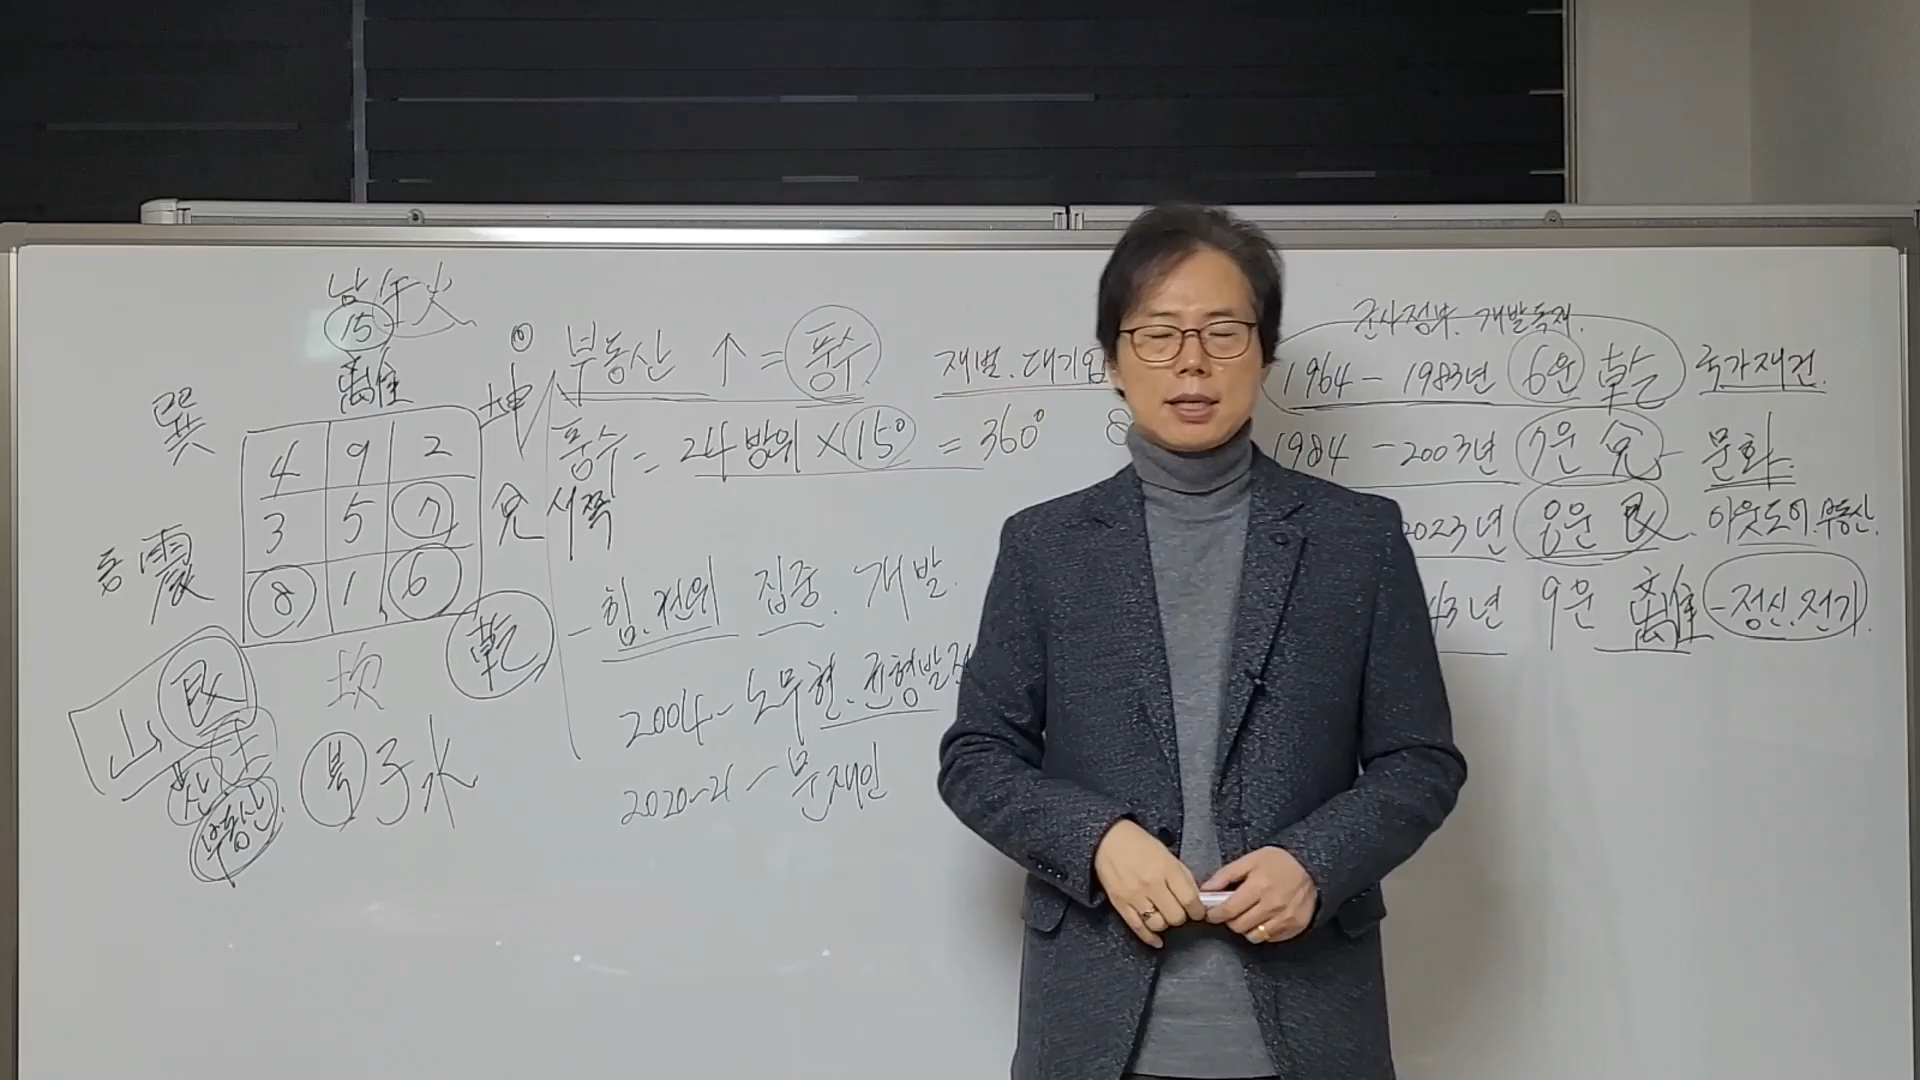 남 午火
15
離
巽
坤
4 9 2
3 5 7
8 1 6
震
兌 서쪽
艮
山
坎
乾
子水
부동산
부동산 ↑ = 풍수
풍수 = 24방위 × 15° = 360°
힘.권위 집중. 개발.
2004 - 노무현. 균형발전
2020~21 - 문재인
재벌. 대기업
8
군사정부. 개발독재.
1964 - 1983년 6운 乾 국가재건.
1984 - 2003년 7운 兌 - 문화.
2023년 8운 艮 아웃도어.부동산.
43년 9운 離 - 정신.전기.